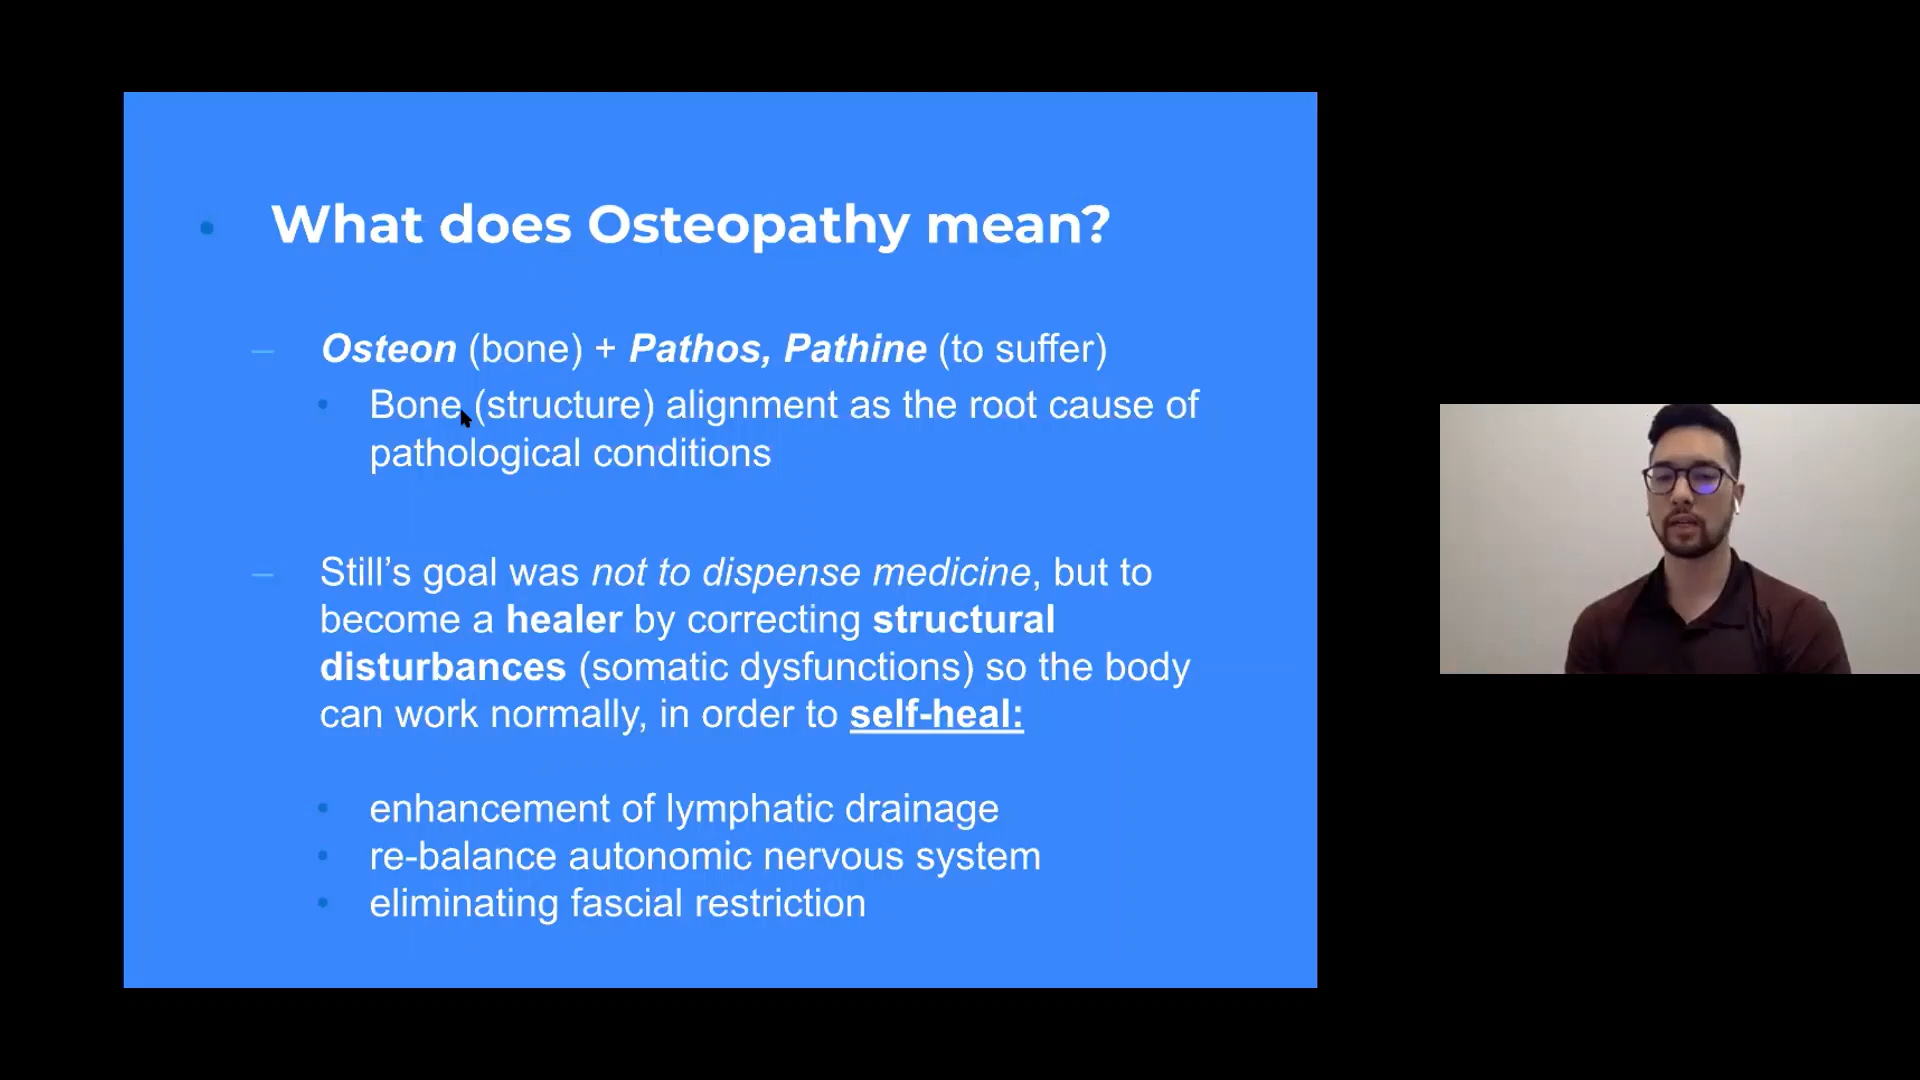 What does Osteopathy mean?
– Osteon (bone) + Pathos, Pathine (to suffer)
• Bone (structure) alignment as the root cause of
pathological conditions
– Still’s goal was not to dispense medicine, but to
become a healer by correcting structural
disturbances (somatic dysfunctions) so the body
can work normally, in order to self-heal:
• enhancement of lymphatic drainage
• re-balance autonomic nervous system
• eliminating fascial restriction